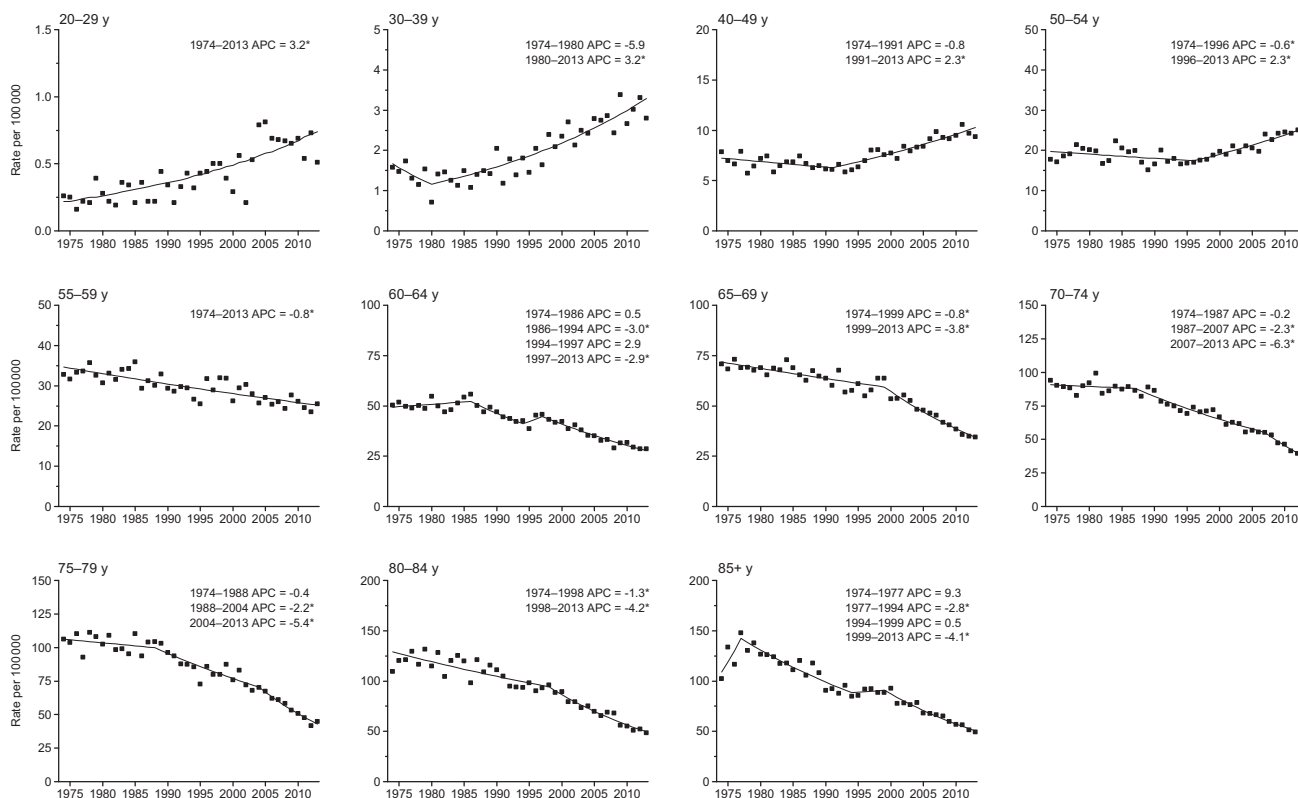 20–29 y
1974–2013 APC = 3.2*
Rate per 100 000
1.5
1.0
0.5
0.0
1975 1980 1985 1990 1995 2000 2005 2010
30–39 y
1974–1980 APC = -5.9
1980–2013 APC = 3.2*
5
4
3
2
1
0
1975 1980 1985 1990 1995 2000 2005 2010
40–49 y
1974–1991 APC = -0.8
1991–2013 APC = 2.3*
20
15
10
5
0
1975 1980 1985 1990 1995 2000 2005 2010
50–54 y
1974–1996 APC = -0.6*
1996–2013 APC = 2.3*
50
40
30
20
10
0
1975 1980 1985 1990 1995 2000 2005 2010
55–59 y
1974–2013 APC = -0.8*
Rate per 100000
50
40
30
20
10
0
1975 1980 1985 1990 1995 2000 2005 2010
60–64 y
1974–1986 APC = 0.5
1986–1994 APC = -3.0*
1994–1997 APC = 2.9
1997–2013 APC = -2.9*
100
75
50
25
0
1975 1980 1985 1990 1995 2000 2005 2010
65–69 y
1974–1999 APC = -0.8*
1999–2013 APC = -3.8*
100
75
50
25
0
1975 1980 1985 1990 1995 2000 2005 2010
70–74 y
1974–1987 APC = -0.2
1987–2007 APC = -2.3*
2007–2013 APC = -6.3*
150
125
100
75
50
25
0
1975 1980 1985 1990 1995 2000 2005 2010
75–79 y
1974–1988 APC = -0.4
1988–2004 APC = -2.2*
2004–2013 APC = -5.4*
Rate per 100000
150
125
100
75
50
25
0
1975 1980 1985 1990 1995 2000 2005 2010
80–84 y
1974–1998 APC = -1.3*
1998–2013 APC = -4.2*
200
150
100
50
0
1975 1980 1985 1990 1995 2000 2005 2010
85+ y
1974–1977 APC = 9.3
1977–1994 APC = -2.8*
1994–1999 APC = 0.5
1999–2013 APC = -4.1*
200
150
100
50
0
1975 1980 1985 1990 1995 2000 2005 2010